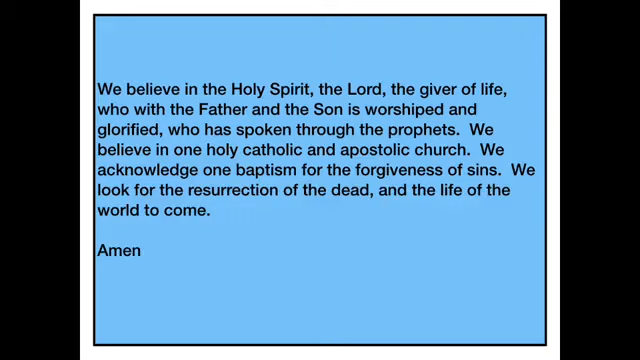 We believe in the Holy Spirit, the Lord, the giver of life,
who with the Father and the Son is worshiped and
glorified, who has spoken through the prophets.  We
believe in one holy catholic and apostolic church.  We
acknowledge one baptism for the forgiveness of sins.  We
look for the resurrection of the dead, and the life of the
world to come.

Amen